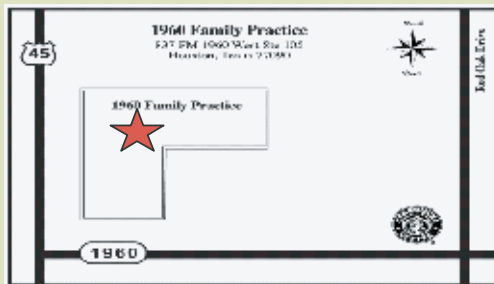 1960 Family Practice
837 FM 1960 West Ste 105
Houston, Texas 77090
45
Red Oak Drive
1960 Family Practice
1960